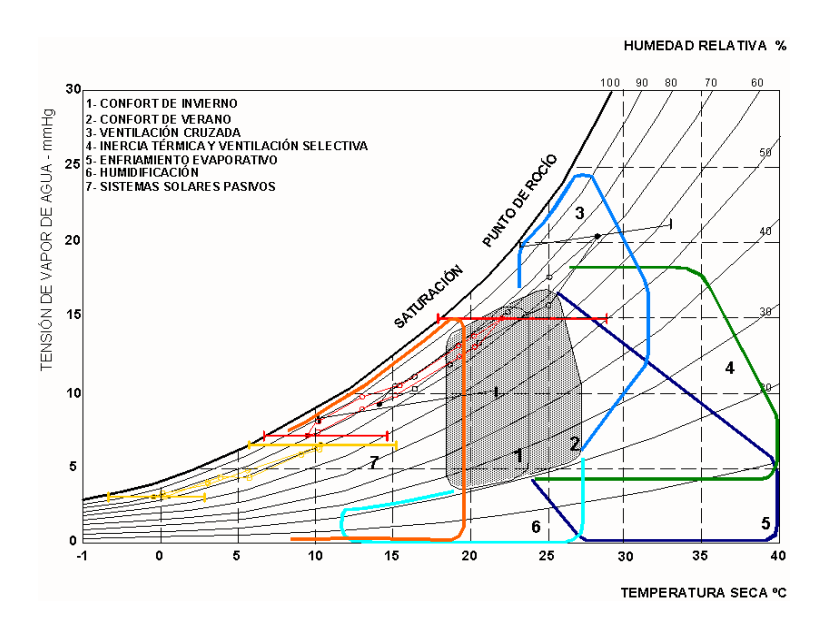 HUMEDAD RELATIVA %
100 90 80 70 60
30
1- CONFORT DE INVIERNO
2- CONFORT DE VERANO
3- VENTILACIÓN CRUZADA
4- INERCIA TÉRMICA Y VENTILACIÓN SELECTIVA
5- ENFRIAMIENTO EVAPORATIVO
6- HUMIDIFICACIÓN
7- SISTEMAS SOLARES PASIVOS
TENSIÓN DE VAPOR DE AGUA - mmHg
25
20
15
10
5
0
SATURACIÓN
PUNTO DE ROCÍO
50
40
30
20
3
4
1
2
7
6
5
-1 0 5 10 15 20 25 30 35 40
TEMPERATURA SECA ºC